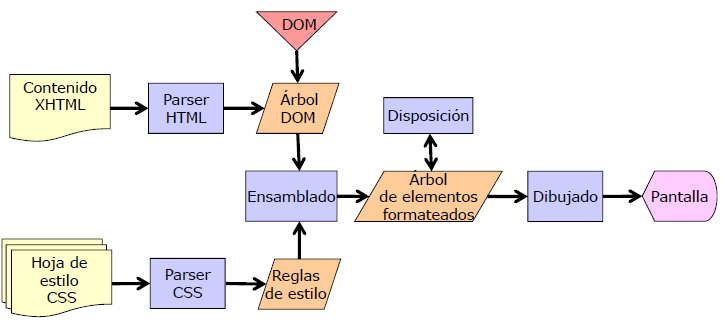 DOM
Contenido
XHTML
Parser
HTML
Árbol
DOM
Disposición
Ensamblado
Árbol
de elementos
formateados
Dibujado
Pantalla
Hoja de
estilo
CSS
Parser
CSS
Reglas
de estilo